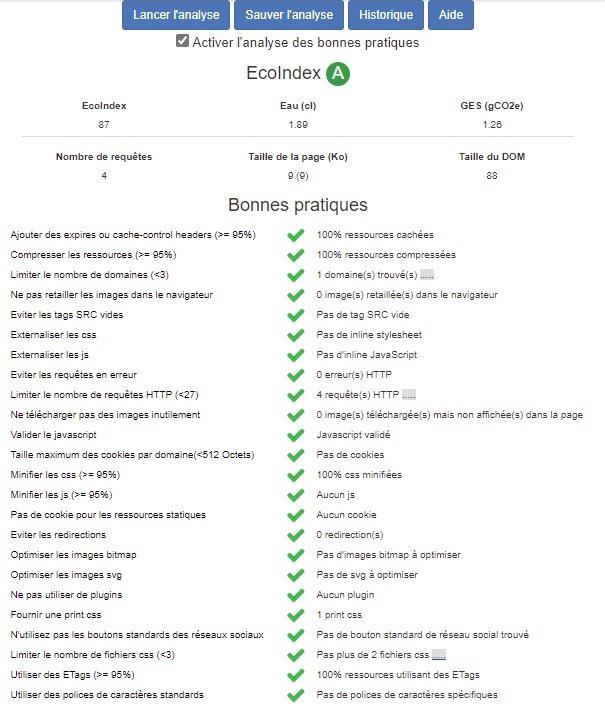 Lancer l'analyse Sauver l'analyse Historique Aide
Activer l'analyse des bonnes pratiques
EcoIndex A
EcoIndex Eau (cl) GES (gCO2e)
87 1.89 1.26
Nombre de requêtes Taille de la page (Ko) Taille du DOM
4 9 (9) 88
Bonnes pratiques
Ajouter des expires ou cache-control headers (>= 95%) 100% ressources cachées
Compresser les ressources (>= 95%) 100% ressources compressées
Limiter le nombre de domaines (<3) 1 domaine(s) trouvé(s) .....
Ne pas retailler les images dans le navigateur 0 image(s) retaillée(s) dans le navigateur
Eviter les tags SRC vides Pas de tag SRC vide
Externaliser les css Pas de inline stylesheet
Externaliser les js Pas d'inline JavaScript
Eviter les requêtes en erreur 0 erreur(s) HTTP
Limiter le nombre de requêtes HTTP (<27) 4 requête(s) HTTP .....
Ne télécharger pas des images inutilement 0 image(s) téléchargée(s) mais non affichée(s) dans la page
Valider le javascript Javascript validé
Taille maximum des cookies par domaine(<512 Octets) Pas de cookies
Minifier les css (>= 95%) 100% css minifiées
Minifier les js (>= 95%) Aucun js
Pas de cookie pour les ressources statiques Aucun cookie
Eviter les redirections 0 redirection(s)
Optimiser les images bitmap Pas d'images bitmap à optimiser
Optimiser les images svg Pas de svg à optimiser
Ne pas utiliser de plugins Aucun plugin
Fournir une print css 1 print css
N'utilisez pas les boutons standards des réseaux sociaux Pas de bouton standard de réseau social trouvé
Limiter le nombre de fichiers css (<3) Pas plus de 2 fichiers css .....
Utiliser des ETags (>= 95%) 100% ressources utilisant des ETags
Utiliser des polices de caractères standards Pas de polices de caractères spécifiques